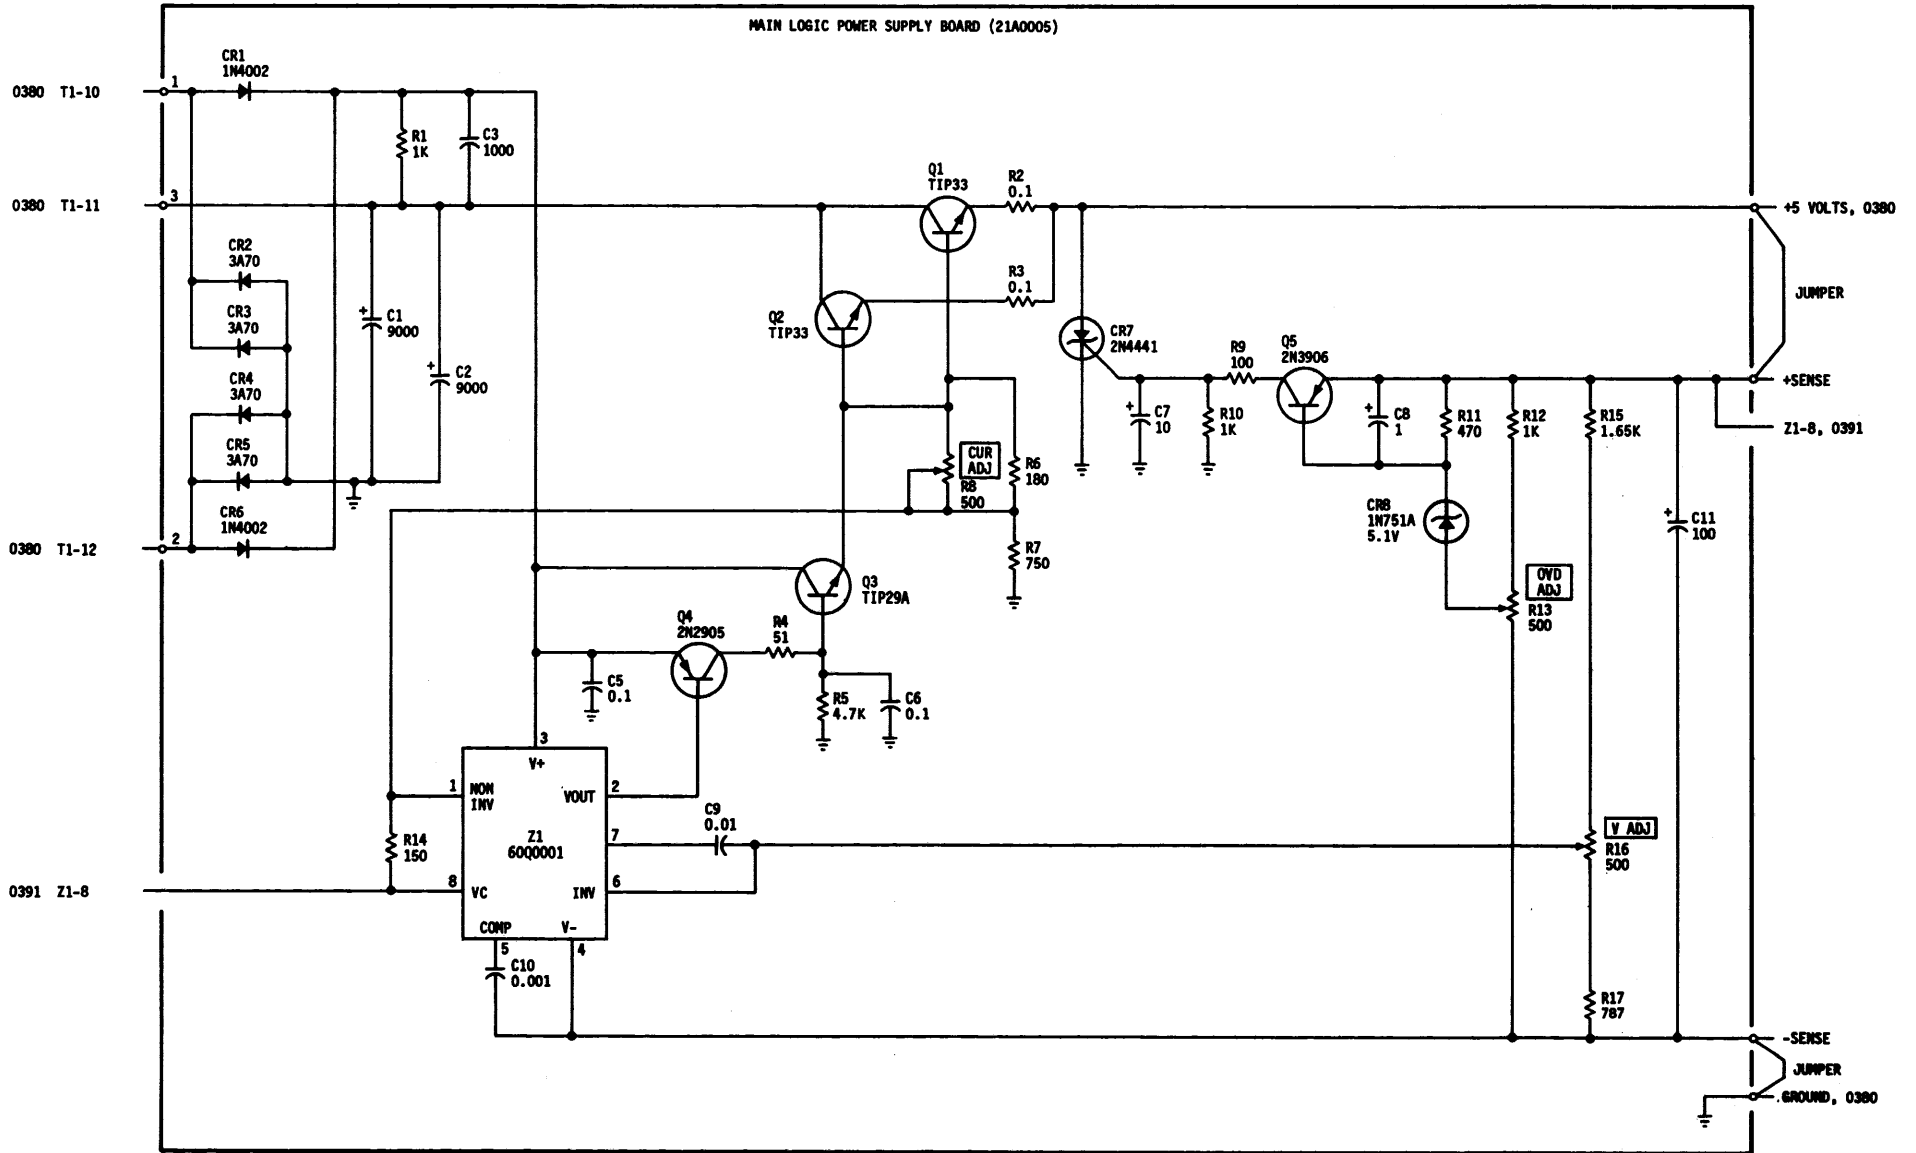 MAIN LOGIC POWER SUPPLY BOARD (21A0005)
CR1
1N4002
0380 T1-10
1
R1
1K
C3
1000
0380 T1-11
3
Q1
TIP33
R2
0.1
+5 VOLTS, 0380
CR2
3A70
R3
0.1
JUMPER
CR3
3A70
+
C1
9000
Q2
TIP33
CR7
2N4441
R9
100
Q5
2N3906
CR4
3A70
+
C2
9000
+SENSE
+
C7
10
R10
1K
+
C8
1
R11
470
R12
1K
R15
1.65K
Z1-8, 0391
CR5
3A70
CUR
ADJ
R8
500
R6
180
CR6
1N4002
CR8
1N751A
5.1V
+
C11
100
0380 T1-12
2
R7
750
Q3
TIP29A
OVD
ADJ
R13
500
Q4
2N2905
R4
51
C5
0.1
R5
4.7K
C6
0.1
3
V+
1
NON
INV
VOUT
2
C9
0.01
7
V ADJ
R16
500
R14
150
Z1
60Q0001
0391 Z1-8
8
VC
INV
6
COMP
V-
5
4
C10
0.001
R17
787
-SENSE
JUMPER
GROUND, 0380